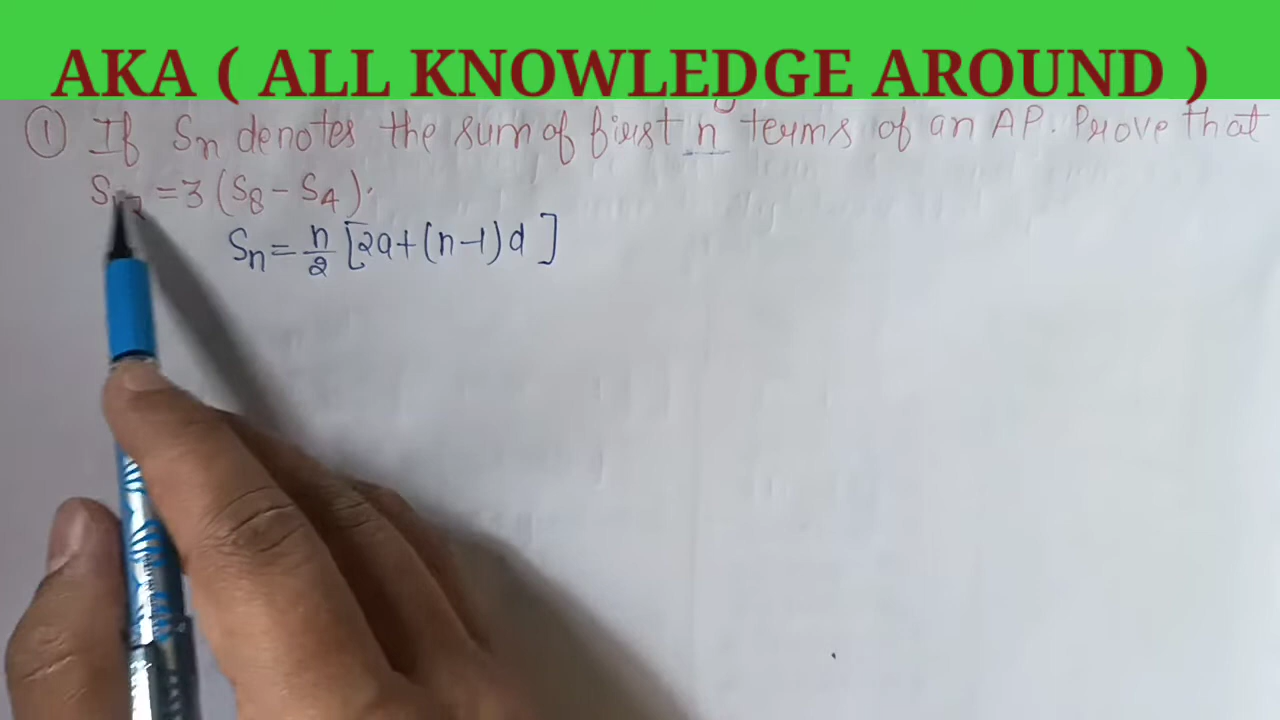 AKA ( ALL KNOWLEDGE AROUND )
① If Sn denotes the sum of first n terms of an AP. Prove that
= 3 (S8 - S4).
Sn = n/2 [2a+(n-1)d]